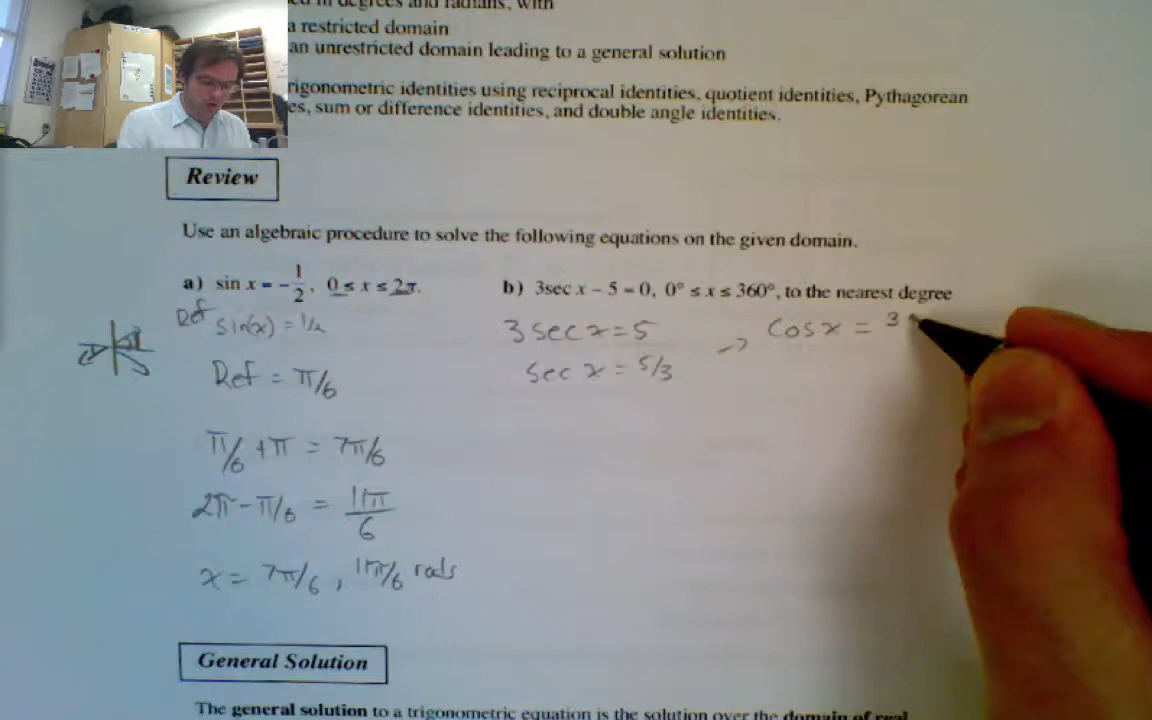 in degrees and radians, with
a restricted domain
an unrestricted domain leading to a general solution
rigonometric identities using reciprocal identities, quotient identities, Pythagorean
es, sum or difference identities, and double angle identities.
Review
Use an algebraic procedure to solve the following equations on the given domain.
a) sin x = -1/2, 0 ≤ x ≤ 2π.
Ref sin(x) = 1/2
Ref = π/6
π/6 + π = 7π/6
2π - π/6 = 11π/6
x = 7π/6, 11π/6 rads
b) 3sec x - 5 = 0, 0° ≤ x ≤ 360°, to the nearest degree
3 sec x = 5
sec x = 5/3
→ cos x = 3
General Solution
The general solution to a trigonometric equation is the solution over the domain of real